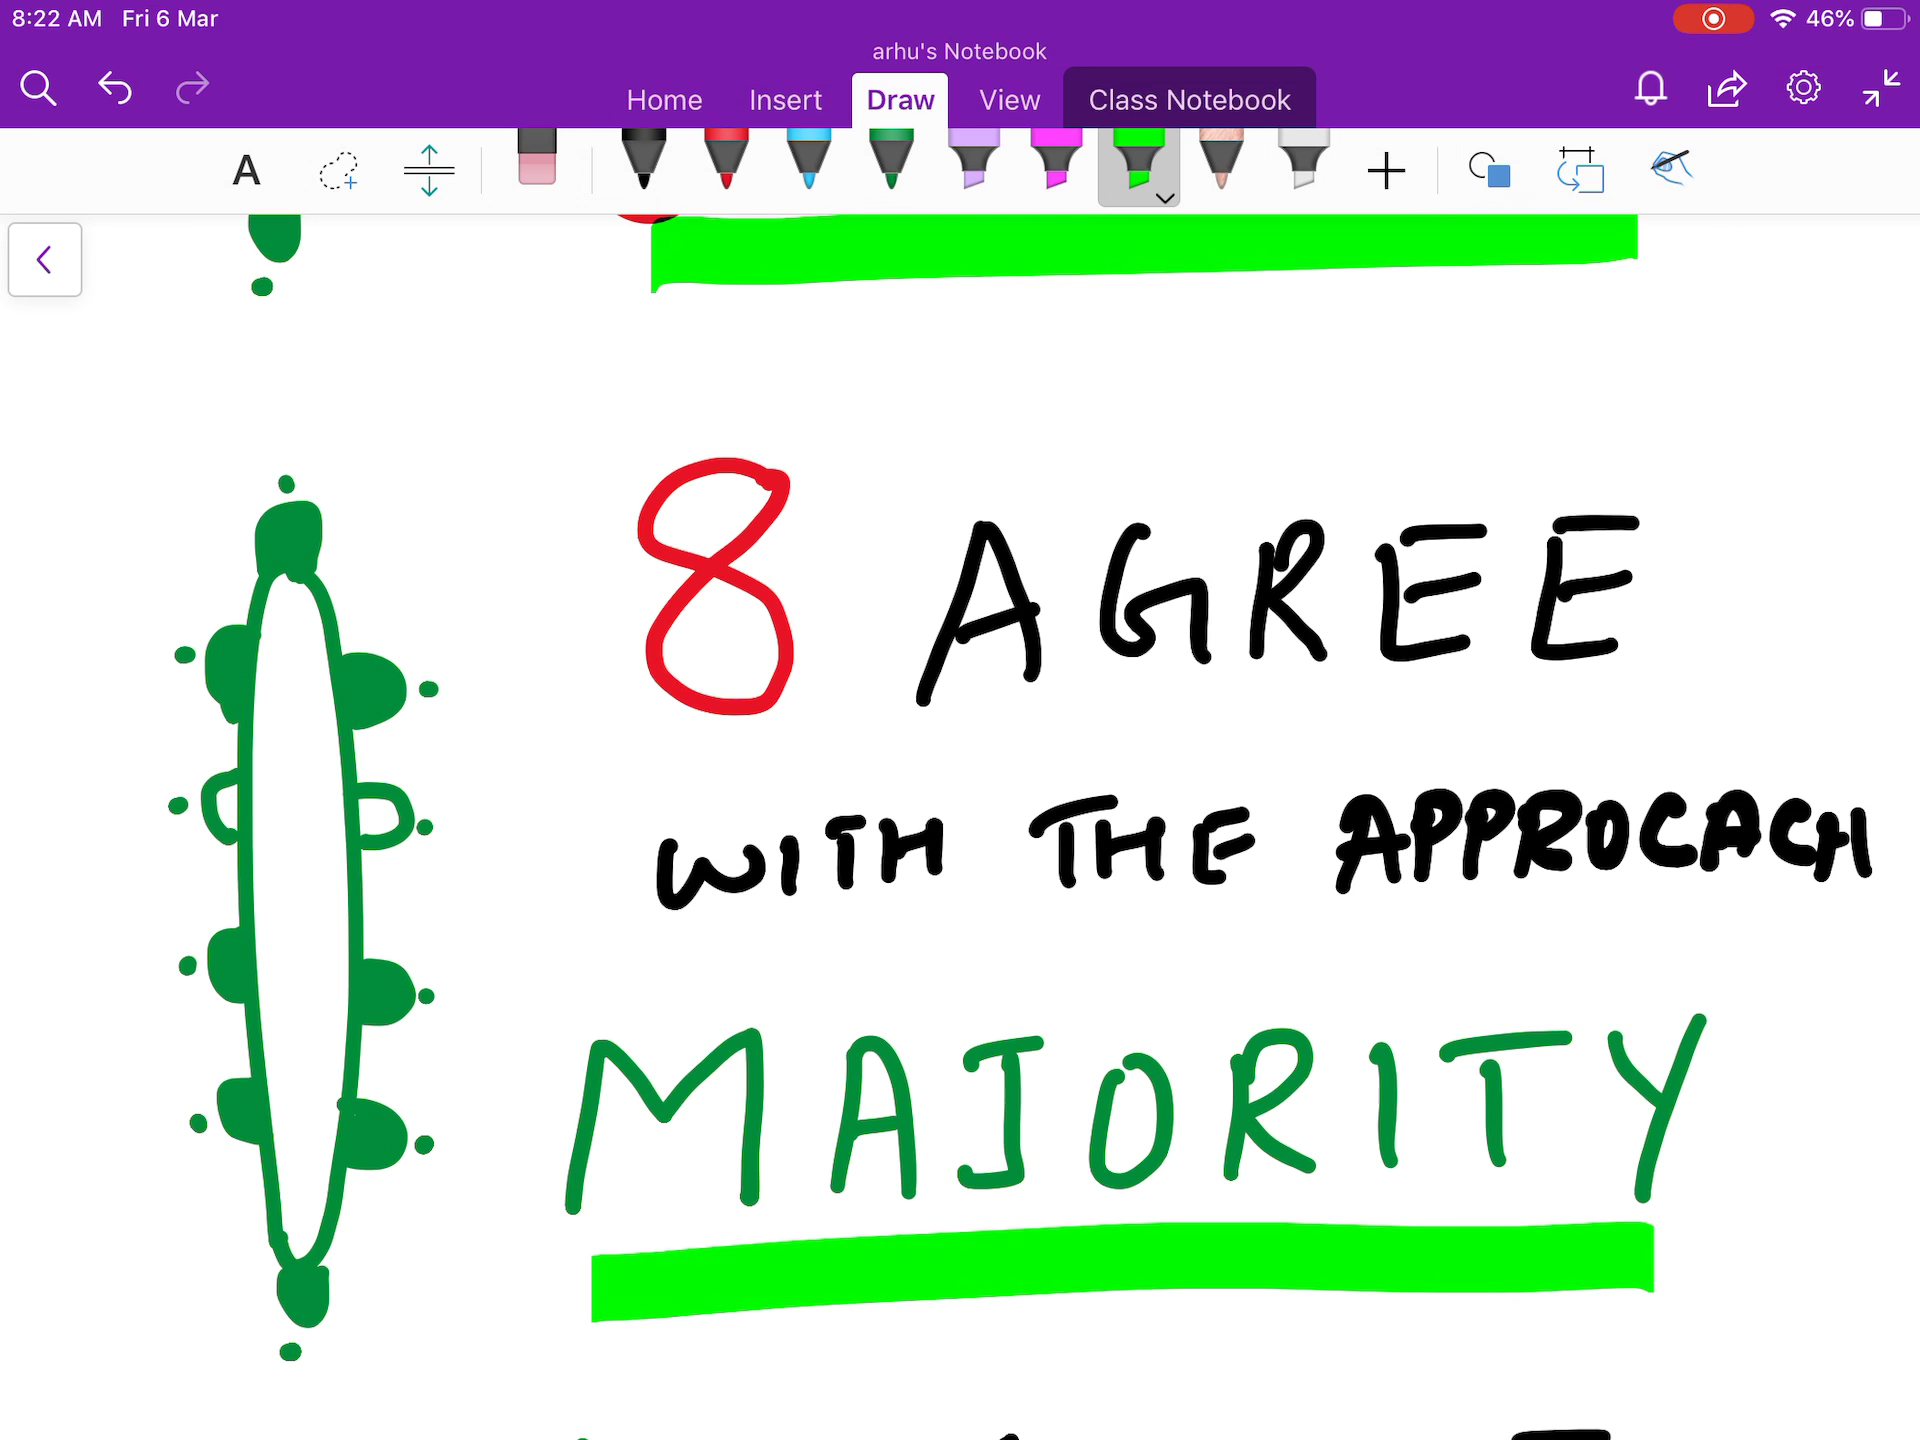 8:22 AM Fri 6 Mar
46%
arhu's Notebook
Home Insert Draw View Class Notebook
A
8 AGREE
WITH THE APPROCACH
MAJORITY